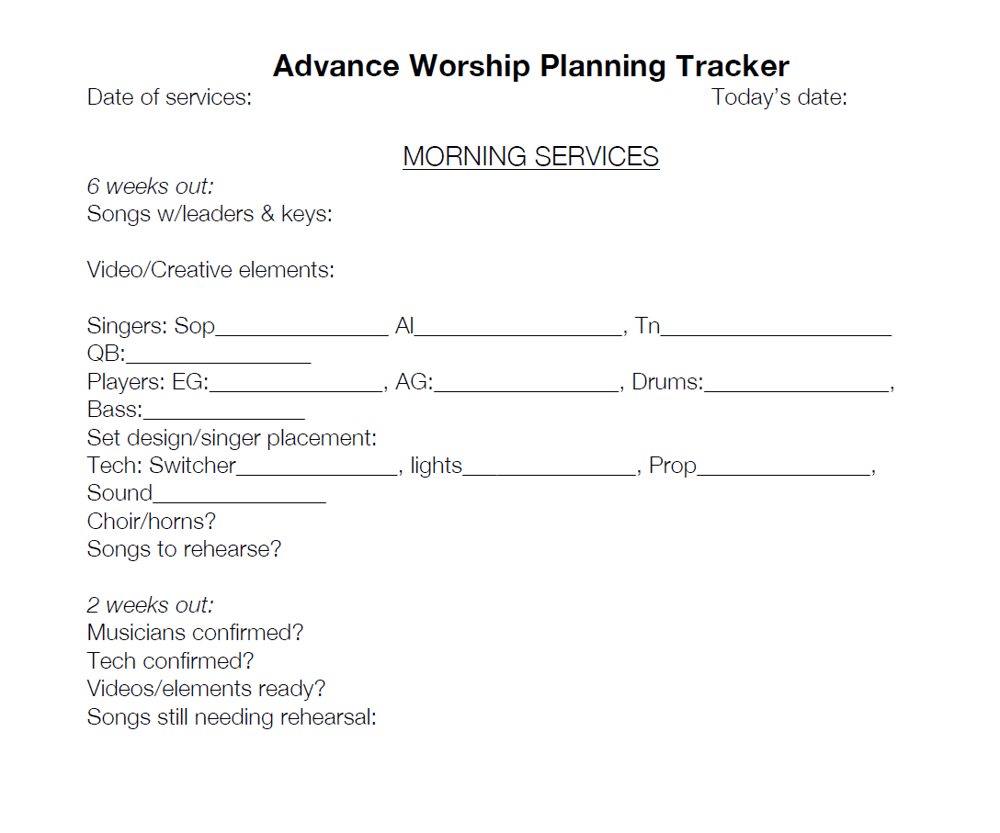 Advance Worship Planning Tracker
Date of services: Today’s date:
MORNING SERVICES
6 weeks out:
Songs w/leaders & keys:
Video/Creative elements:
Singers: Sop_______________ Al__________________, Tn____________________
QB:________________
Players: EG:_______________, AG:________________, Drums:________________,
Bass:______________
Set design/singer placement:
Tech: Switcher______________, lights_______________, Prop_______________,
Sound_______________
Choir/horns?
Songs to rehearse?
2 weeks out:
Musicians confirmed?
Tech confirmed?
Videos/elements ready?
Songs still needing rehearsal: